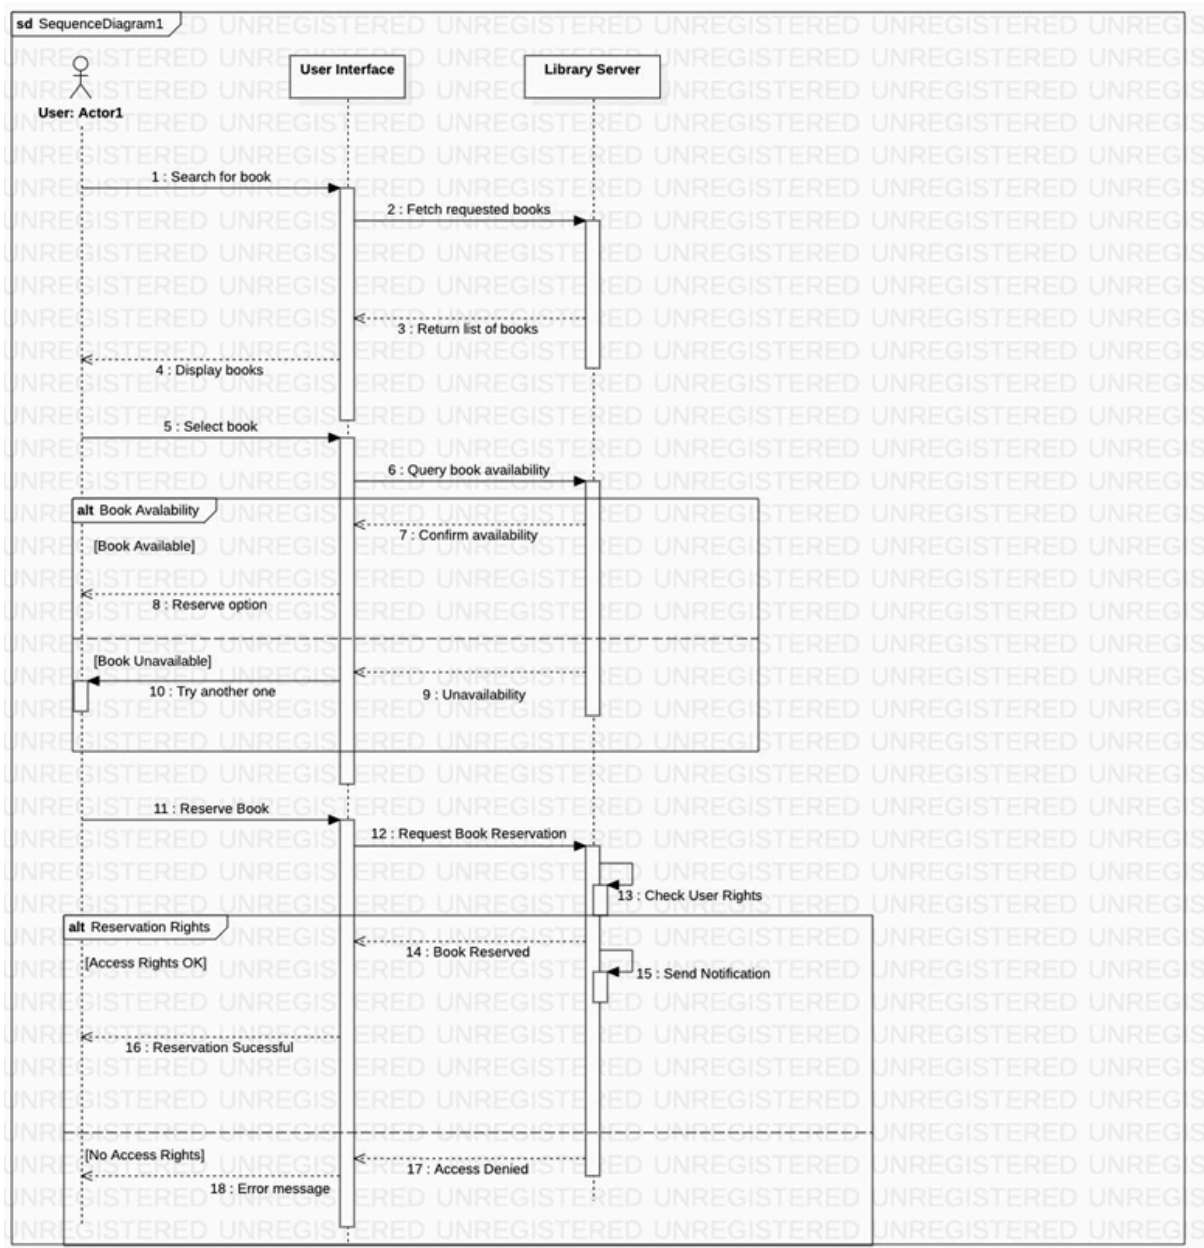 sd SequenceDiagram1
User: Actor1
User Interface
Library Server
1 : Search for book
2 : Fetch requested books
3 : Return list of books
4 : Display books
5 : Select book
6 : Query book availability
alt Book Avalability
7 : Confirm availability
[Book Available]
8 : Reserve option
[Book Unavailable]
10 : Try another one
9 : Unavailability
11 : Reserve Book
12 : Request Book Reservation
13 : Check User Rights
alt Reservation Rights
14 : Book Reserved
[Access Rights OK]
15 : Send Notification
16 : Reservation Sucessful
[No Access Rights]
17 : Access Denied
18 : Error message
UNREGISTERED